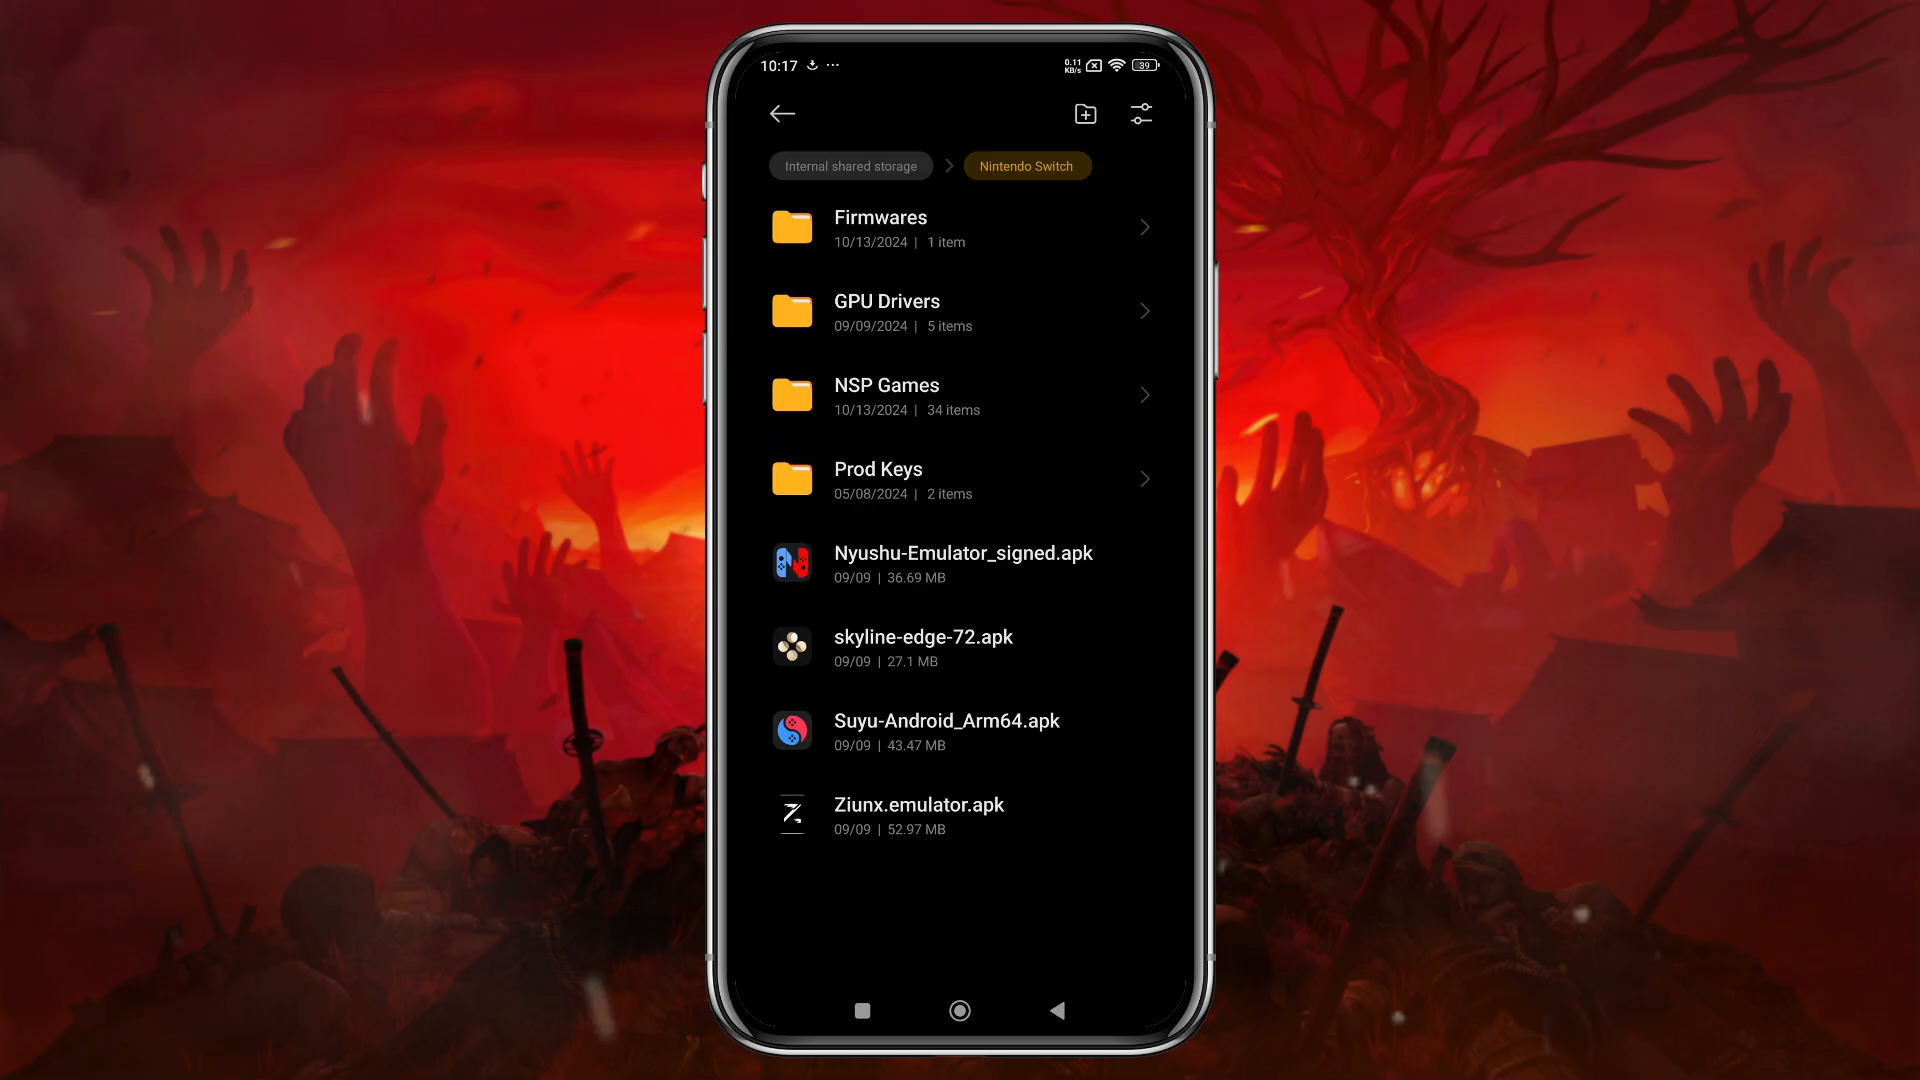 10:17
0.11
KB/s
39
Internal shared storage
Nintendo Switch
Firmwares
10/13/2024 | 1 item
GPU Drivers
09/09/2024 | 5 items
NSP Games
10/13/2024 | 34 items
Prod Keys
05/08/2024 | 2 items
Nyushu-Emulator_signed.apk
09/09 | 36.69 MB
skyline-edge-72.apk
09/09 | 27.1 MB
Suyu-Android_Arm64.apk
09/09 | 43.47 MB
Ziunx.emulator.apk
09/09 | 52.97 MB